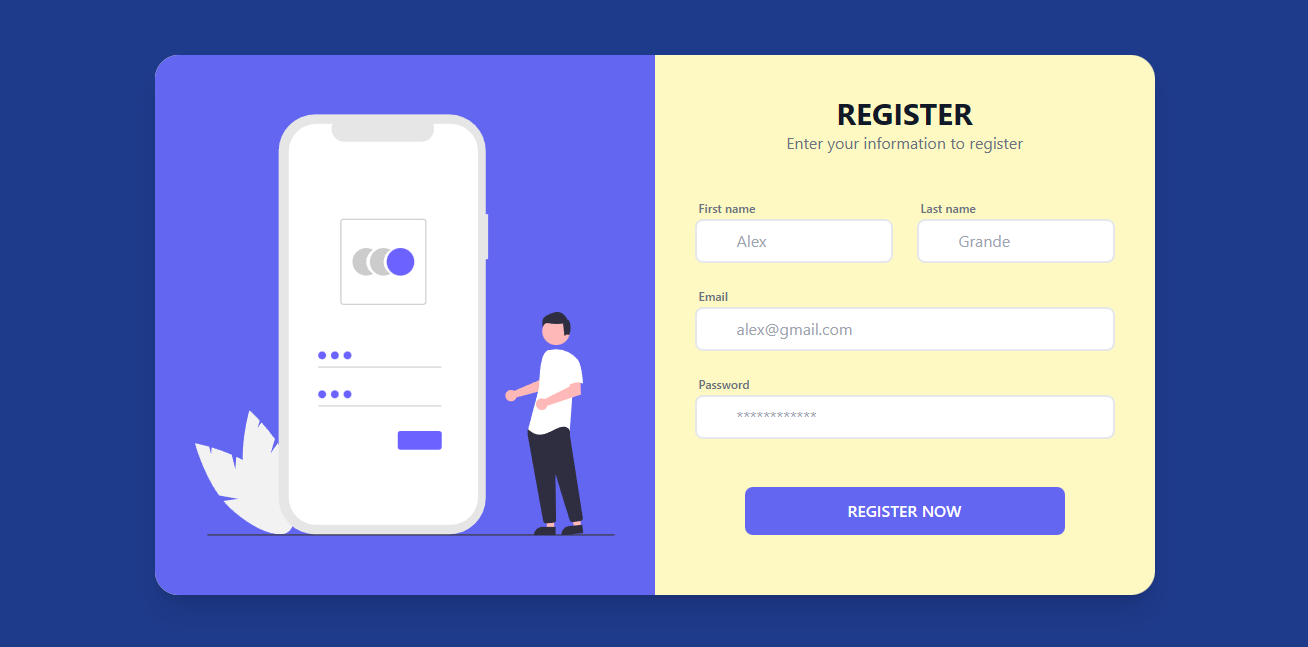 REGISTER
Enter your information to register
First name
Last name
Alex
Grande
Email
alex@gmail.com
Password
************
REGISTER NOW